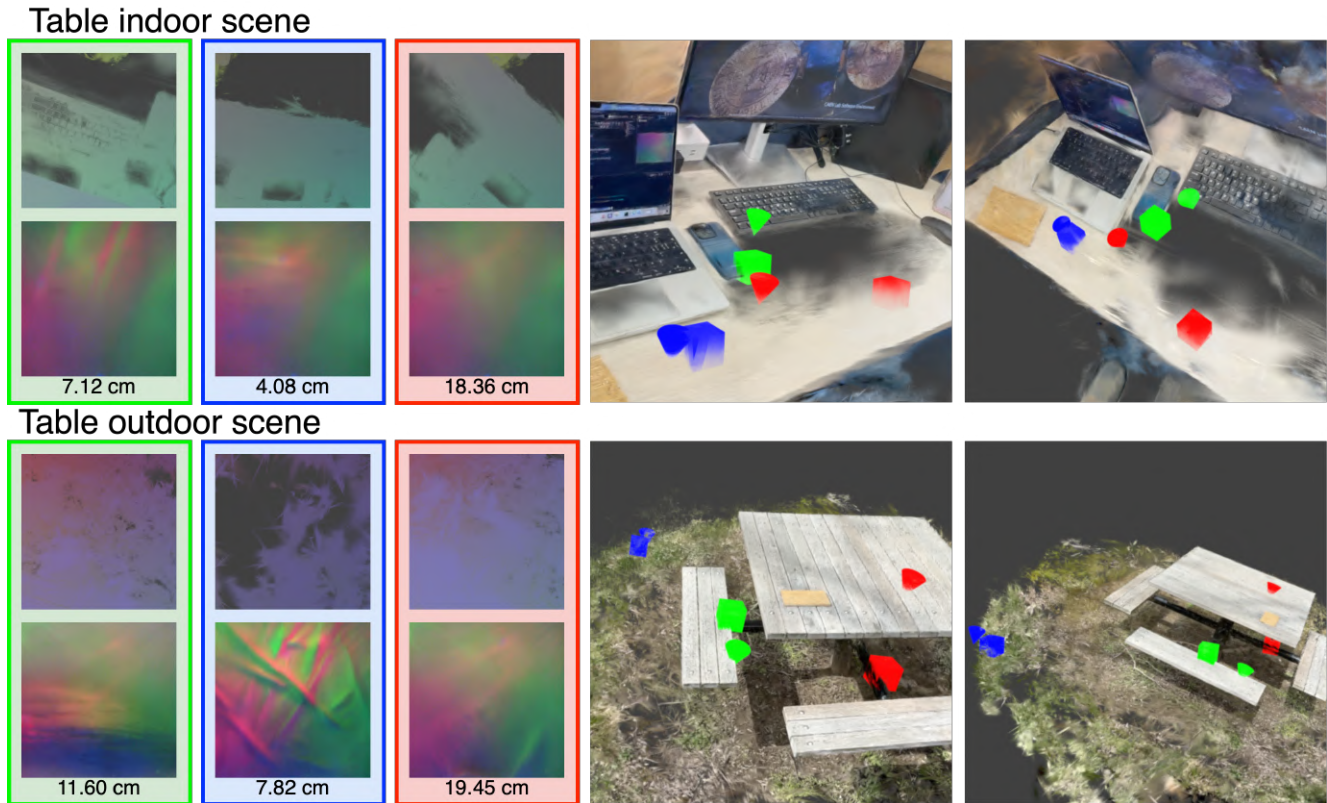 Table indoor scene
7.12 cm
4.08 cm
18.36 cm
Table outdoor scene
11.60 cm
7.82 cm
19.45 cm